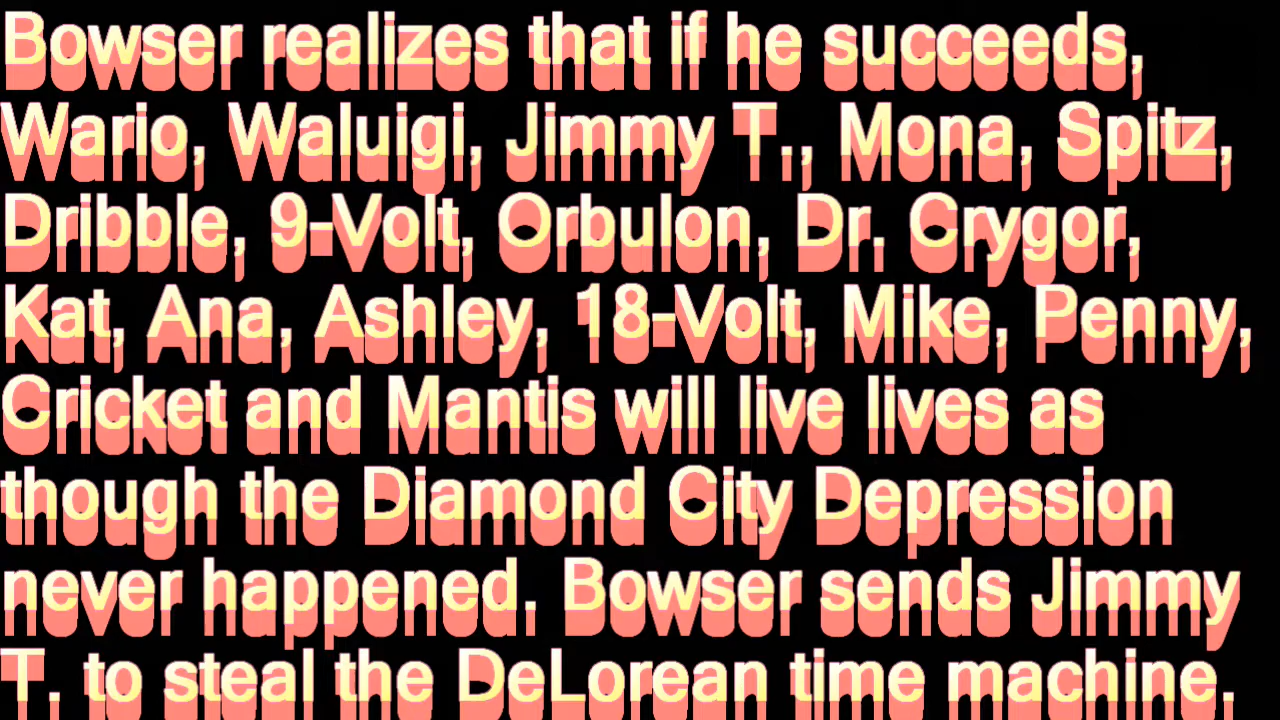 Bowser realizes that if he succeeds,
Wario, Waluigi, Jimmy T., Mona, Spitz,
Dribble, 9-Volt, Orbulon, Dr. Crygor,
Kat, Ana, Ashley, 18-Volt, Mike, Penny,
Cricket and Mantis will live lives as
though the Diamond City Depression
never happened. Bowser sends Jimmy
T. to steal the DeLorean time machine.